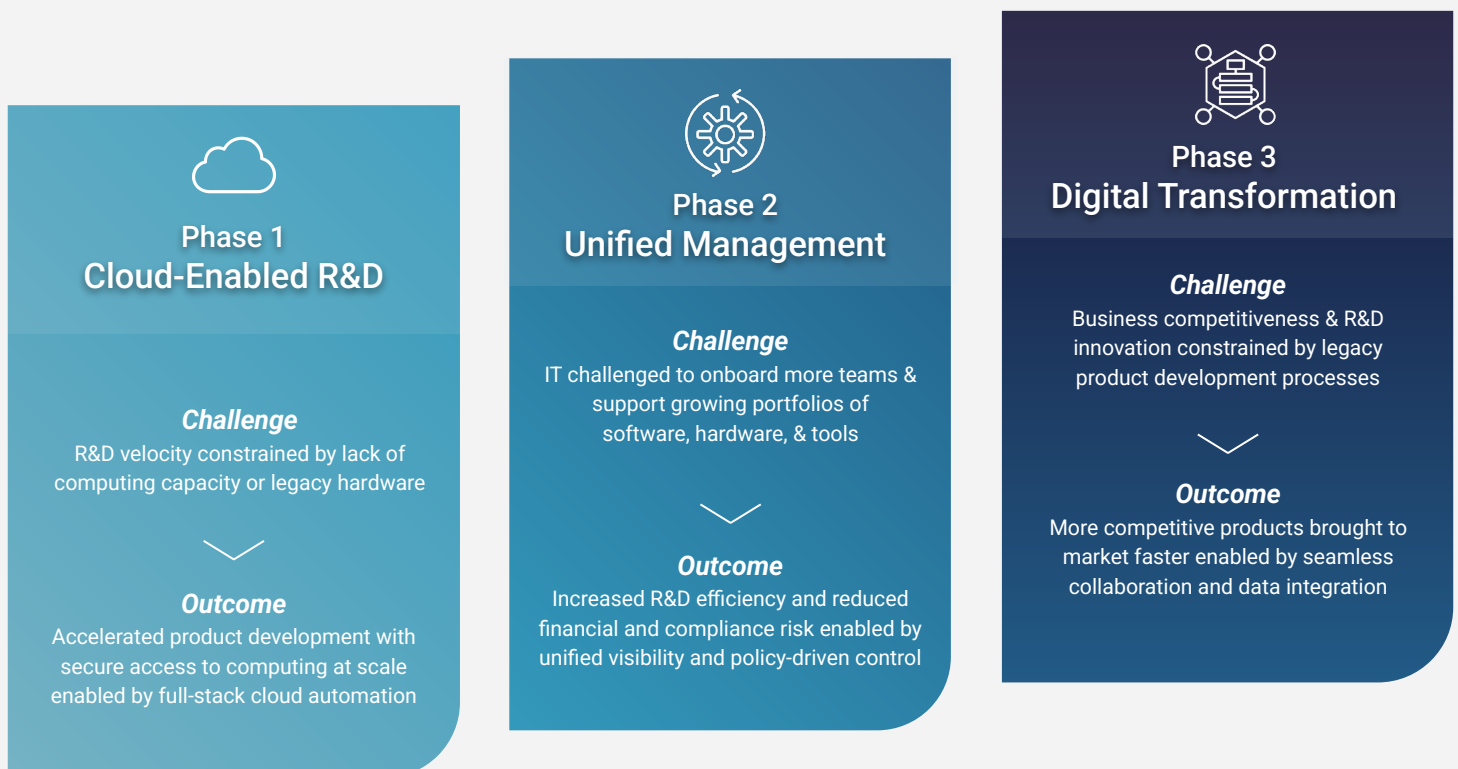 Phase 1
Cloud-Enabled R&D
Challenge
R&D velocity constrained by lack of
computing capacity or legacy hardware
Outcome
Accelerated product development with
secure access to computing at scale
enabled by full-stack cloud automation
Phase 2
Unified Management
Challenge
IT challenged to onboard more teams &
support growing portfolios of
software, hardware, & tools
Outcome
Increased R&D efficiency and reduced
financial and compliance risk enabled by
unified visibility and policy-driven control
Phase 3
Digital Transformation
Challenge
Business competitiveness & R&D
innovation constrained by legacy
product development processes
Outcome
More competitive products brought to
market faster enabled by seamless
collaboration and data integration